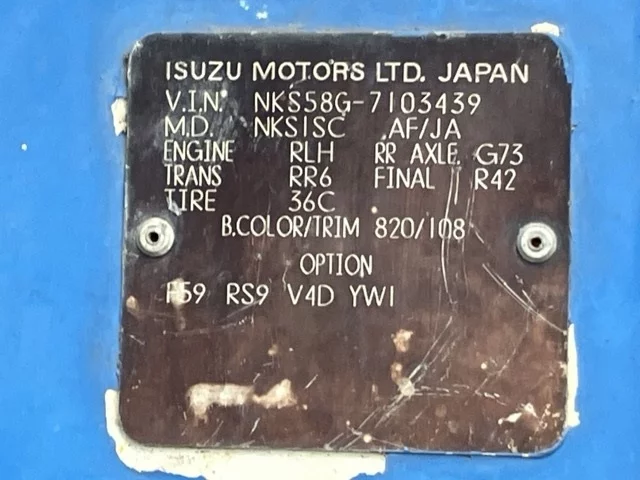 ISUZU MOTORS LTD. JAPAN
V.I.N. NKS58G-7103439
M.D. NKS1SC AF/JA
ENGINE RLH RR AXLE G73
TRANS RR6 FINAL R42
TIRE 36C
B.COLOR/TRIM 820/108
OPTION
F59 RS9 V4D YW1